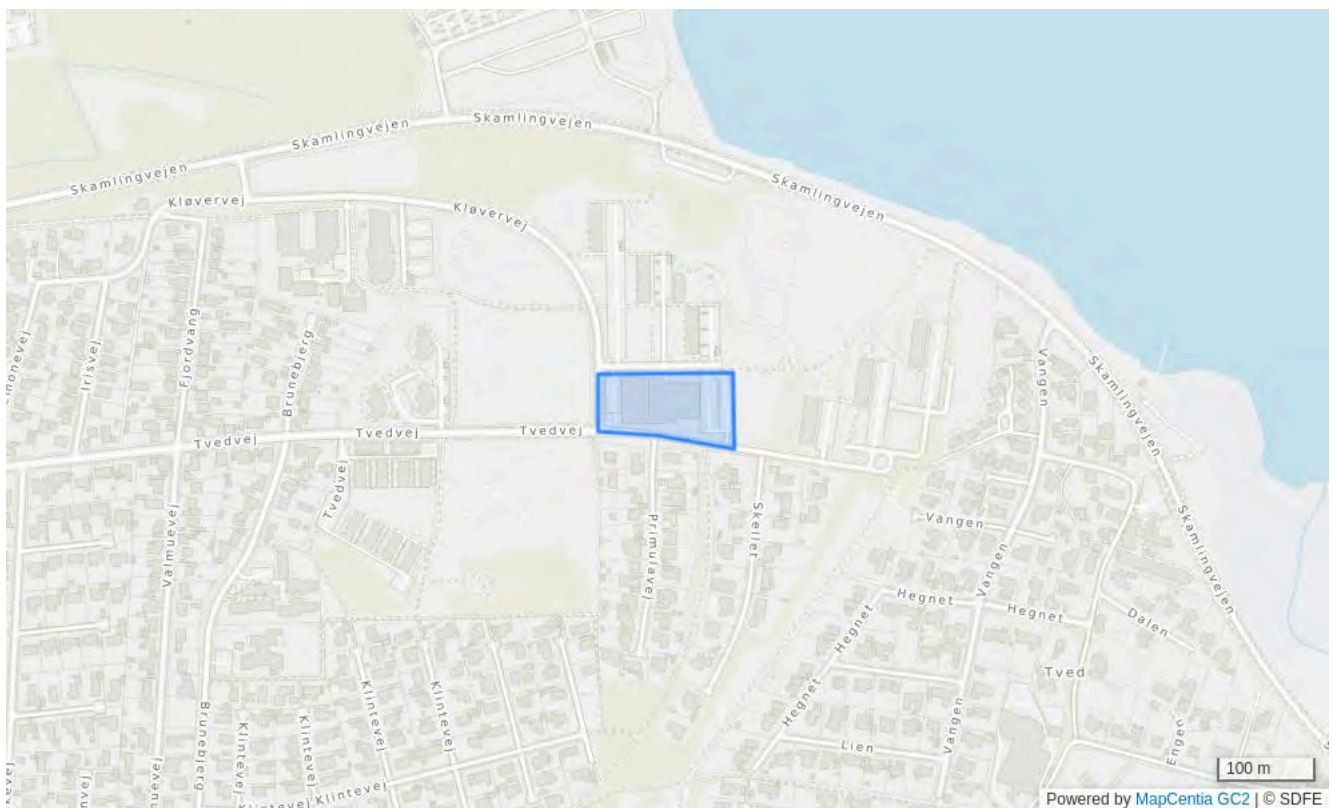 Skamlingvejen
Skamlingvejen
Skamlingvejen
Skamlingvejen
Kløvervej
Kløvervej
Irisvej
Fjordvang
Brunebjerg
Vangen
Skamlingvejen
Tvedvej
Tvedvej
Tvedvej
Tvedvej
Valmuevej
Primulavej
Skellet
Vangen
Vangen
Skamlingvejen
Hegnet
Hegnet
Hegnet
Dalen
Tved
Brunebjerg
Klintevej
Klintevej
Klintevej
Klintevej
Vangen
Lien
Klintevej
Klintevej
100 m
Powered by MapCentia GC2 | © SDFE